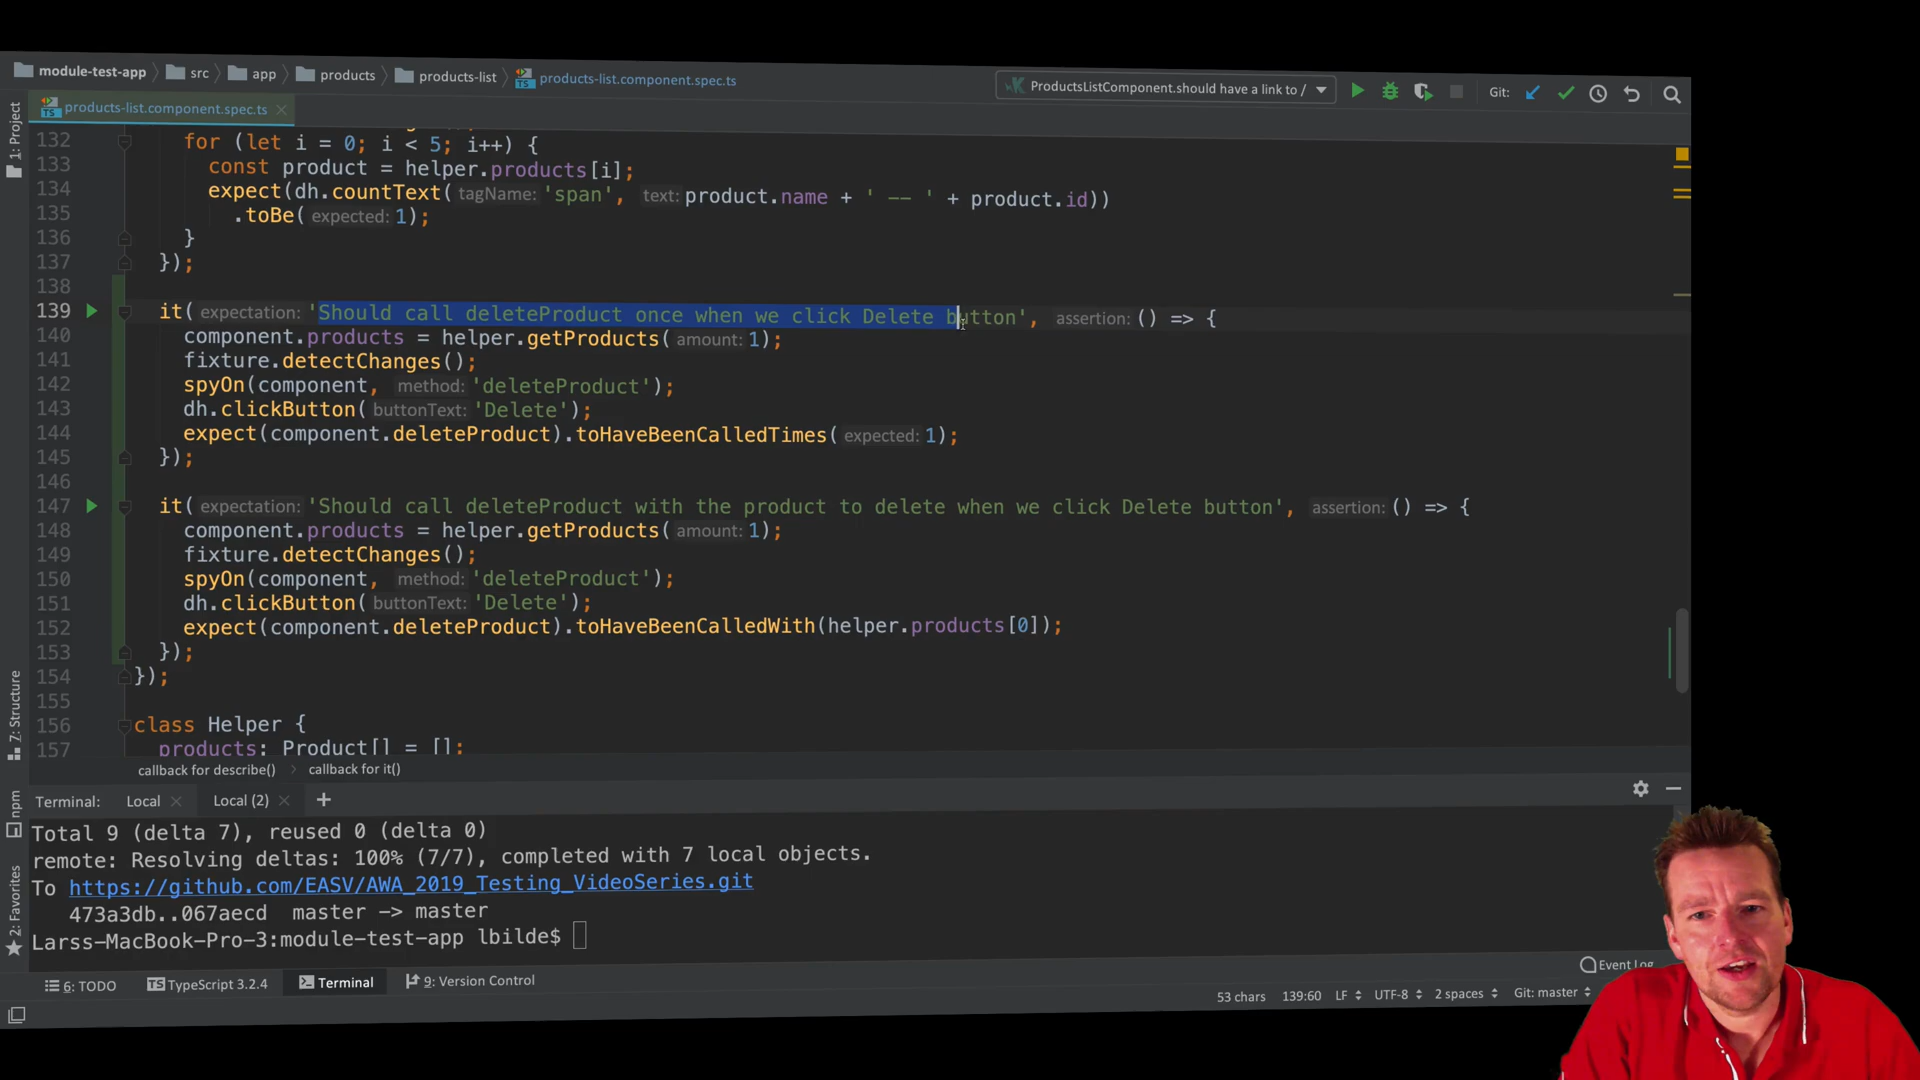 module-test-app src app products products-list products-list.component.spec.ts ProductsListComponent.should have a link to / Git:
products-list.component.spec.ts
1: Project
132 for (let i = 0; i < 5; i++) {
133 const product = helper.products[i];
134 expect(dh.countText( tagName: 'span', text: product.name + ' -- ' + product.id))
135 .toBe( expected: 1);
136 }
137 });
138
139 it( expectation: 'Should call deleteProduct once when we click Delete button', assertion: () => {
140 component.products = helper.getProducts( amount: 1);
141 fixture.detectChanges();
142 spyOn(component, method: 'deleteProduct');
143 dh.clickButton( buttonText: 'Delete');
144 expect(component.deleteProduct).toHaveBeenCalledTimes( expected: 1);
145 });
146
147 it( expectation: 'Should call deleteProduct with the product to delete when we click Delete button', assertion: () => {
148 component.products = helper.getProducts( amount: 1);
149 fixture.detectChanges();
150 spyOn(component, method: 'deleteProduct');
151 dh.clickButton( buttonText: 'Delete');
152 expect(component.deleteProduct).toHaveBeenCalledWith(helper.products[0]);
153 });
154 });
155
156 class Helper {
157 products: Product[] = [];
7: Structure
callback for describe() callback for it()
Terminal: Local Local (2)
npm
Total 9 (delta 7), reused 0 (delta 0)
remote: Resolving deltas: 100% (7/7), completed with 7 local objects.
To https://github.com/EASV/AWA_2019_Testing_VideoSeries.git
473a3db..067aecd master -> master
Larss-MacBook-Pro-3:module-test-app lbilde$
2: Favorites
6: TODO TypeScript 3.2.4 Terminal 9: Version Control Event Log
53 chars 139:60 LF UTF-8 2 spaces Git: master